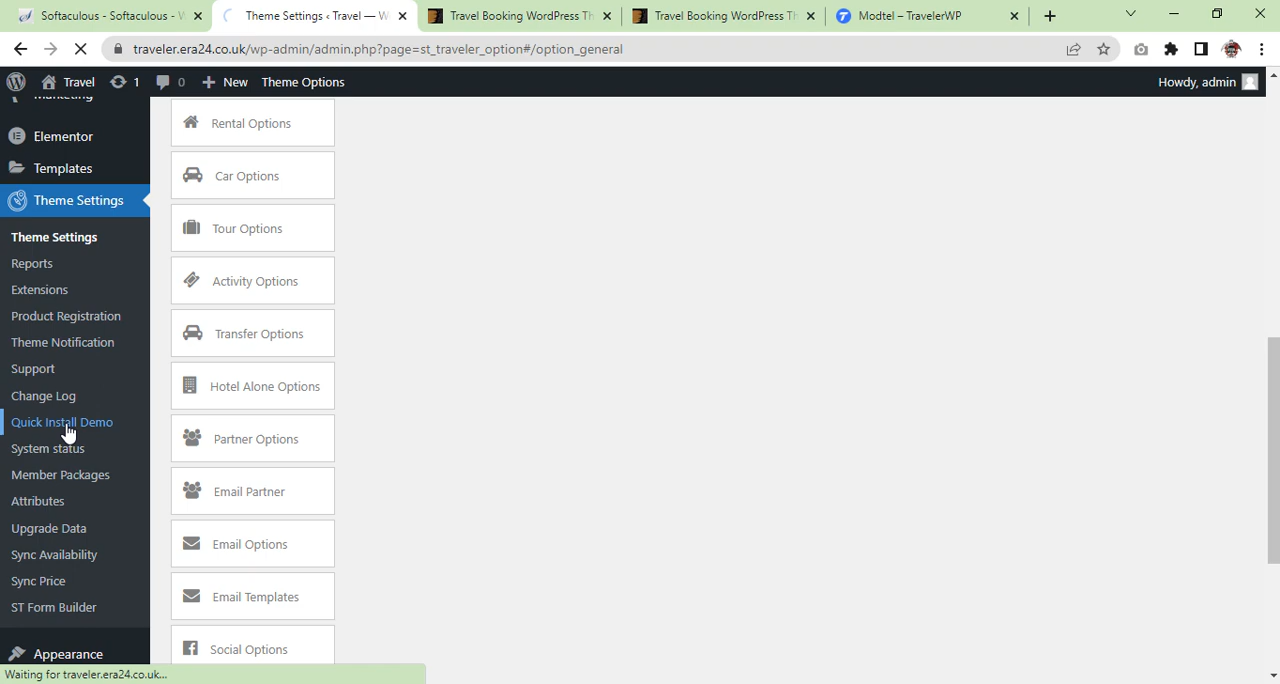 Softaculous - Softaculous - W
Theme Settings ‹ Travel — W
Travel Booking WordPress Th
Travel Booking WordPress Th
Modtel – TravelerWP
traveler.era24.co.uk/wp-admin/admin.php?page=st_traveler_option#/option_general
Travel 1 0 New Theme Options Howdy, admin
Marketing
Elementor
Templates
Theme Settings
Theme Settings
Reports
Extensions
Product Registration
Theme Notification
Support
Change Log
Quick Install Demo
System status
Member Packages
Attributes
Upgrade Data
Sync Availability
Sync Price
ST Form Builder
Appearance
Rental Options
Car Options
Tour Options
Activity Options
Transfer Options
Hotel Alone Options
Partner Options
Email Partner
Email Options
Email Templates
Social Options
Waiting for traveler.era24.co.uk...